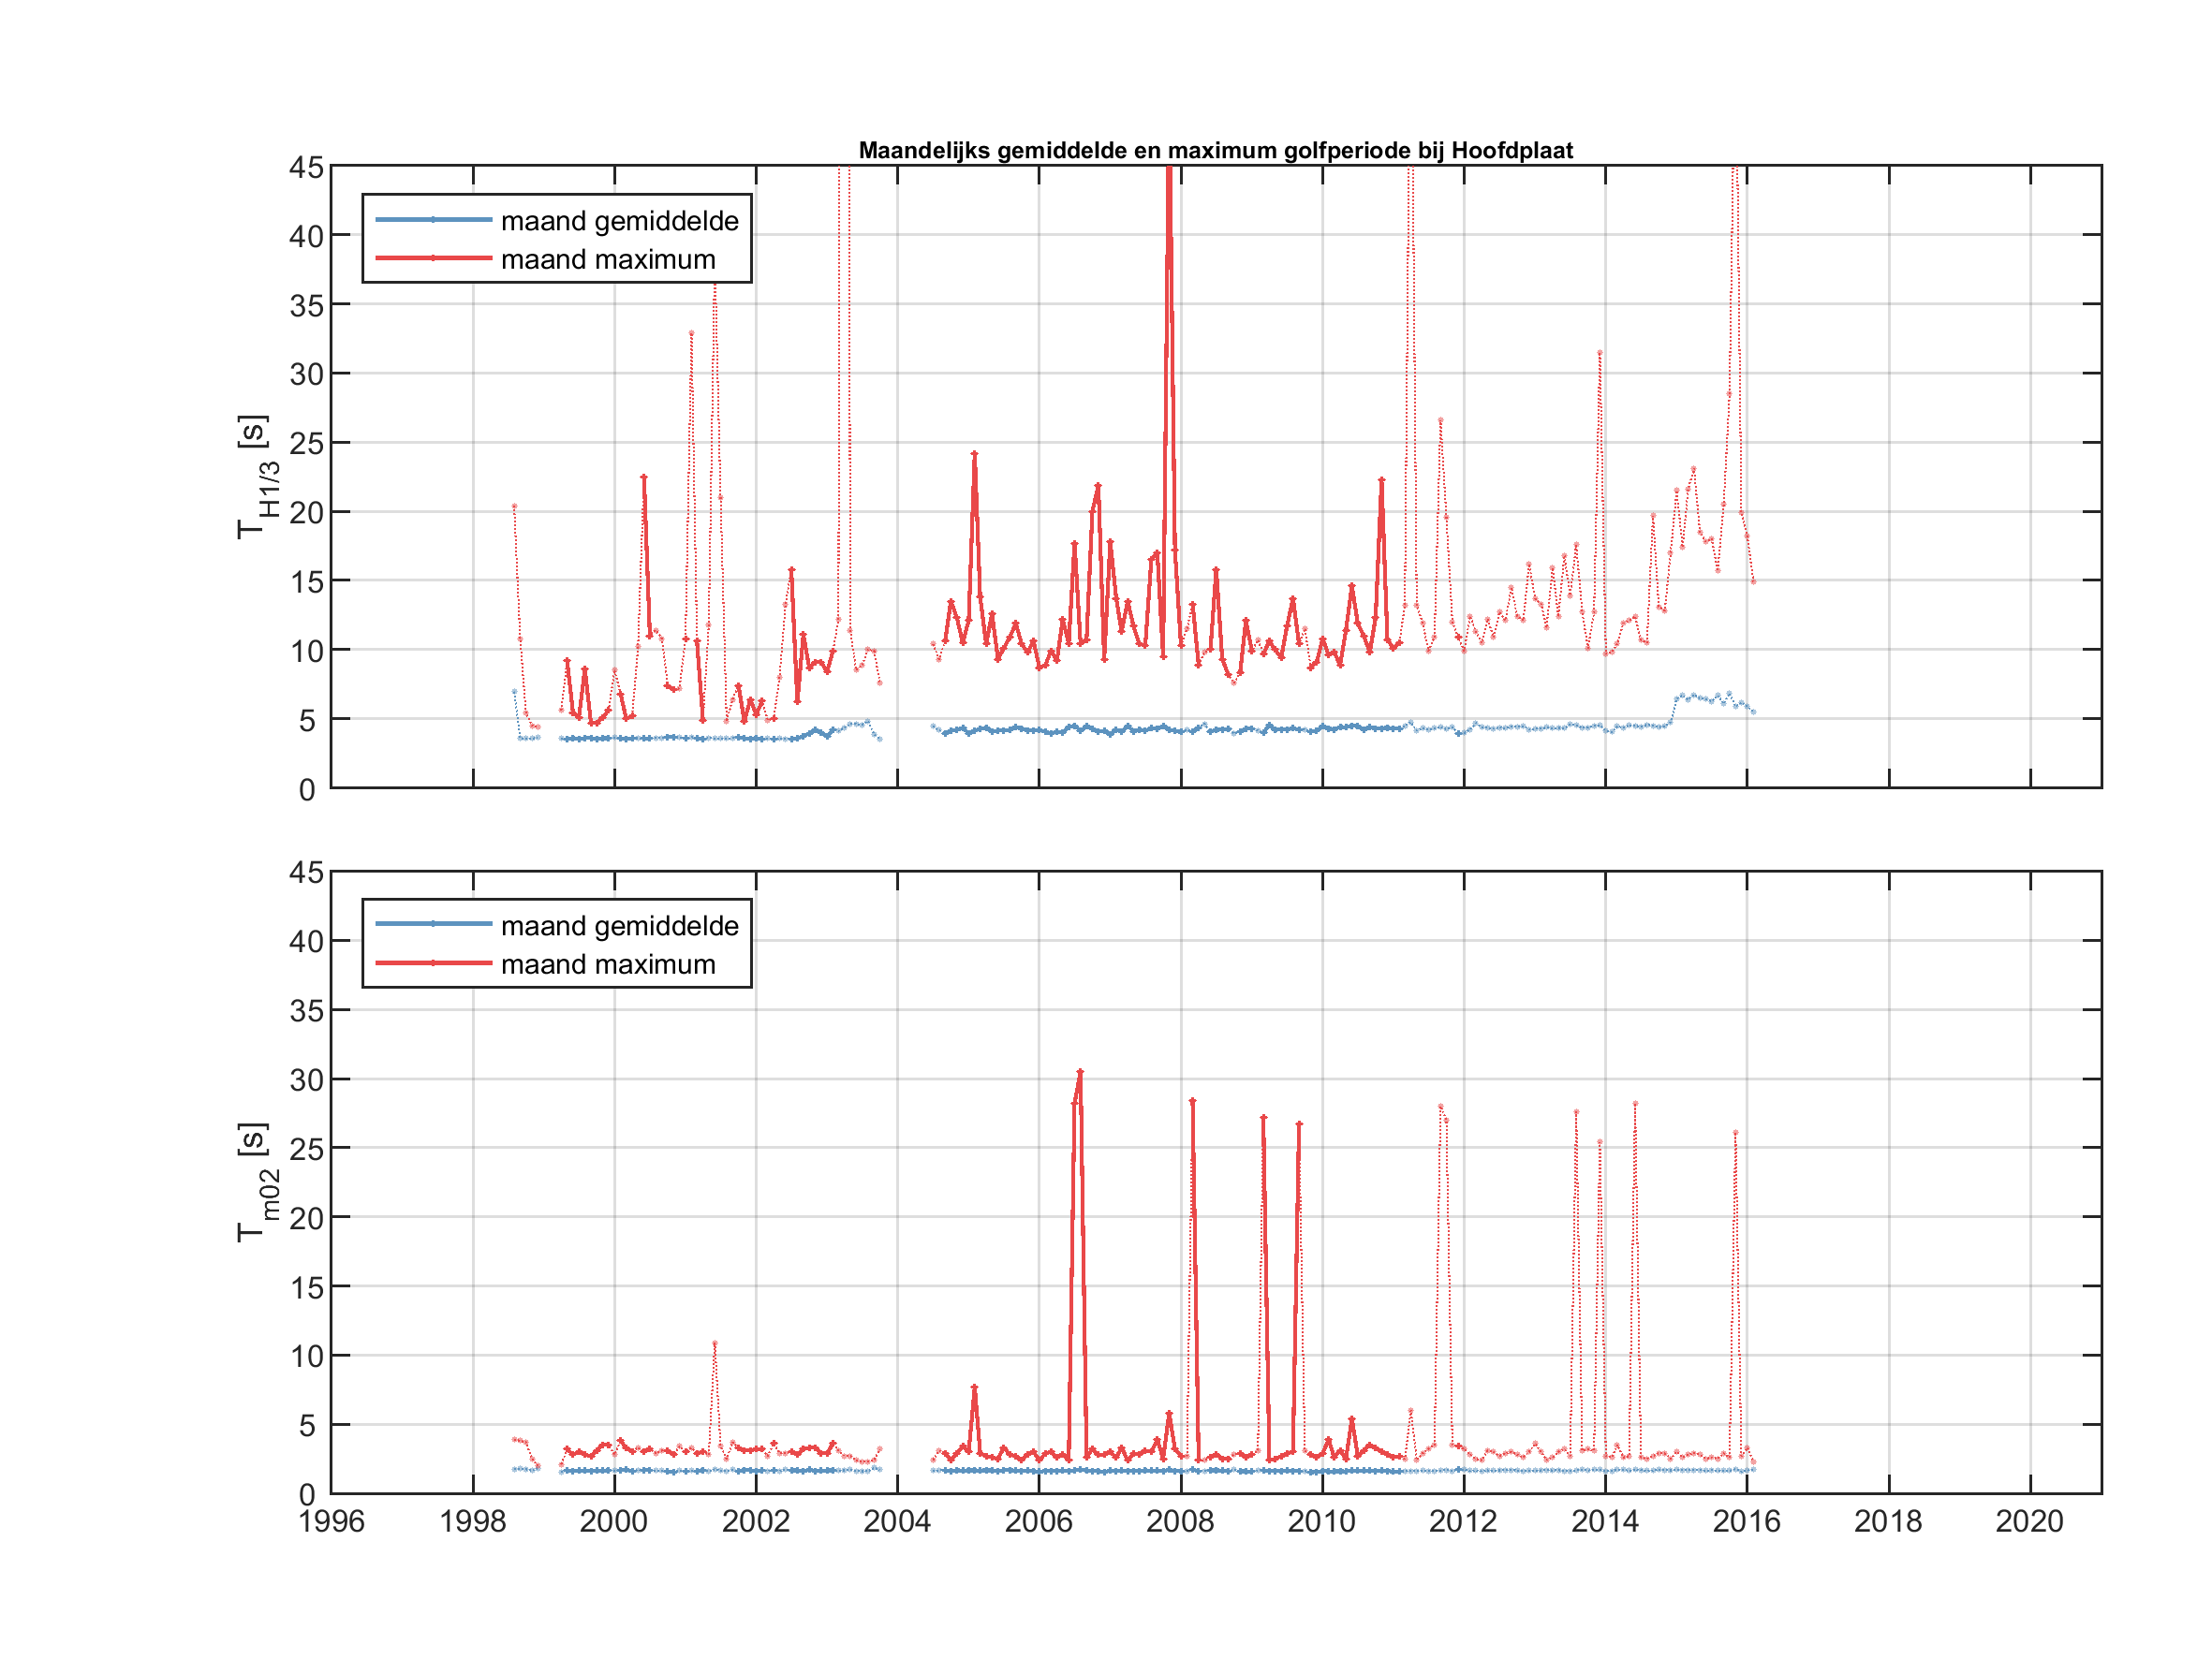 Maandelijks gemiddelde en maximum golfperiode bij Hoofdplaat
45
40
35
30
25
20
15
10
5
0
T_H1/3 [s]
maand gemiddelde
maand maximum
45
40
35
30
25
20
15
10
5
0
T_m02 [s]
maand gemiddelde
maand maximum
1996 1998 2000 2002 2004 2006 2008 2010 2012 2014 2016 2018 2020